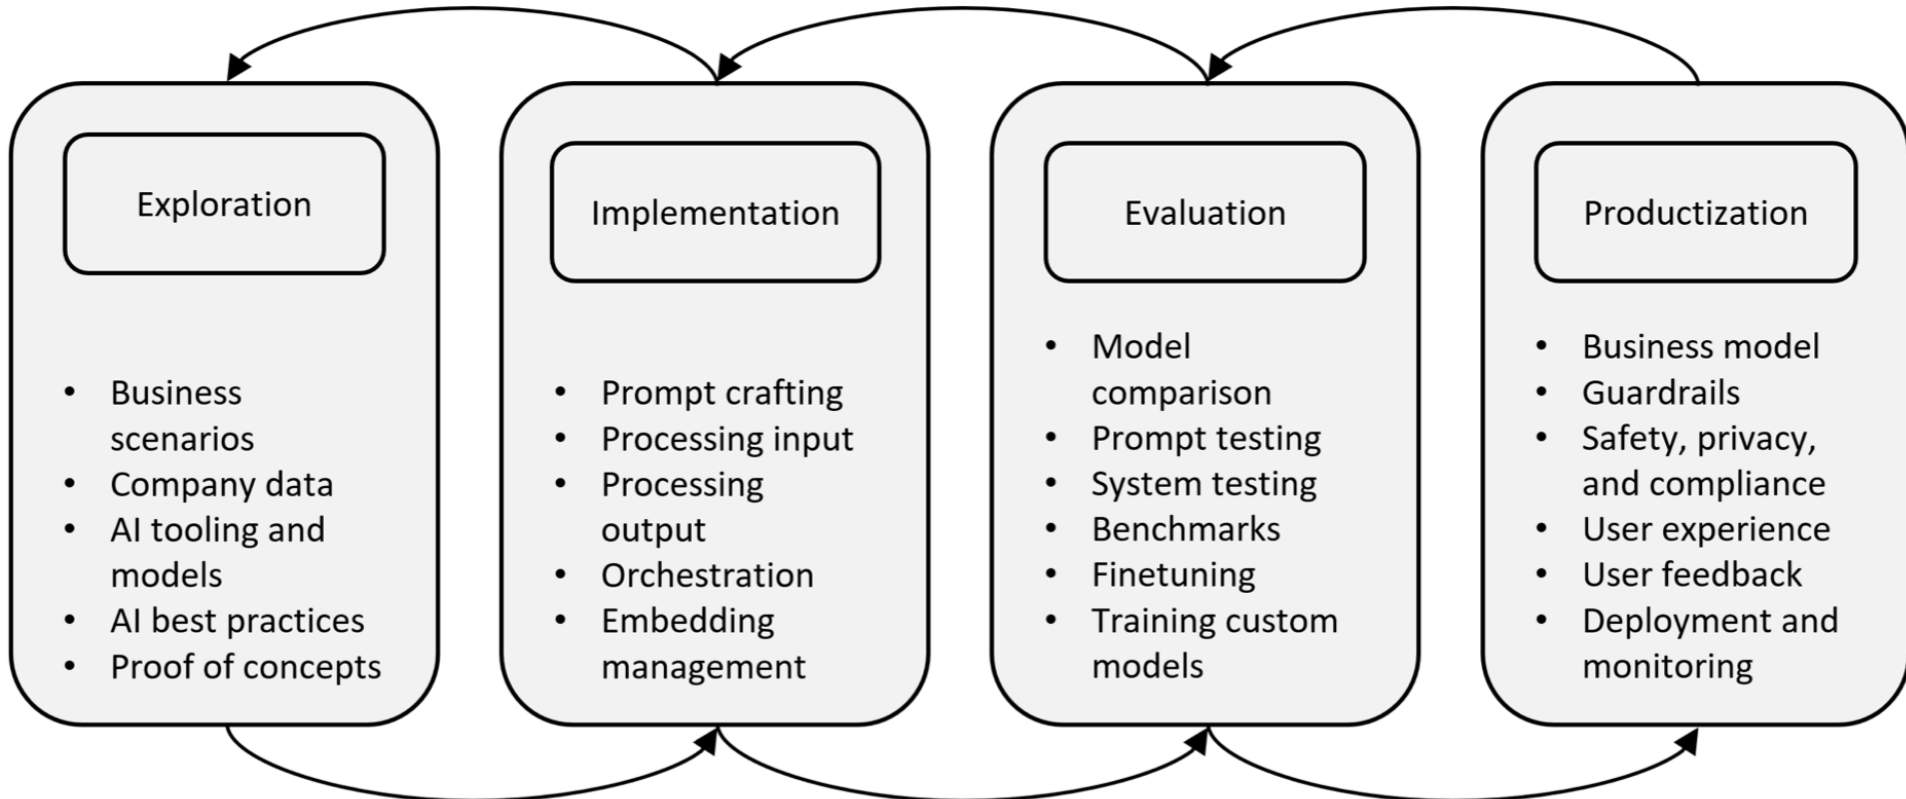 Exploration
• Business
scenarios
• Company data
• AI tooling and
models
• AI best practices
• Proof of concepts
Implementation
• Prompt crafting
• Processing input
• Processing
output
• Orchestration
• Embedding
management
Evaluation
• Model
comparison
• Prompt testing
• System testing
• Benchmarks
• Finetuning
• Training custom
models
Productization
• Business model
• Guardrails
• Safety, privacy,
and compliance
• User experience
• User feedback
• Deployment and
monitoring